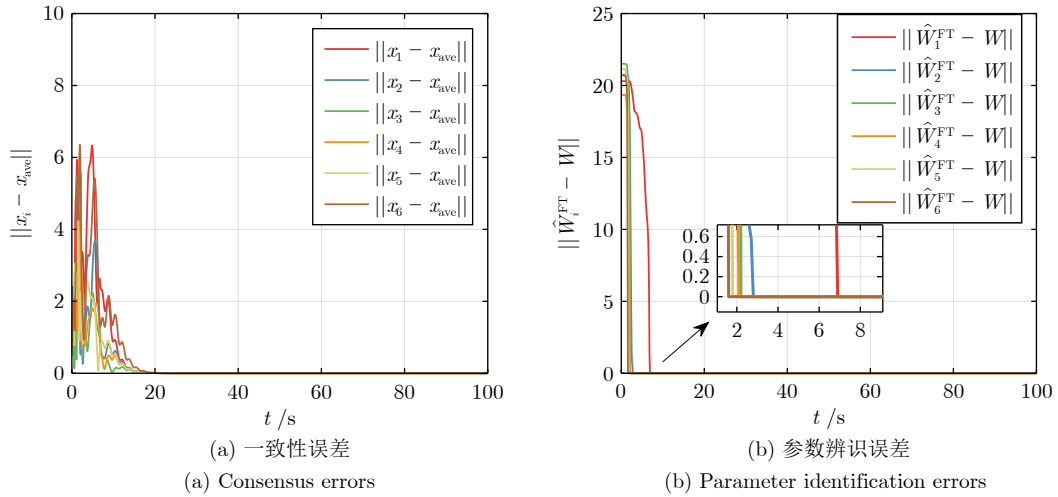 10
8
6
4
2
0
||x_i − x_ave||
||x_1 − x_ave||
||x_2 − x_ave||
||x_3 − x_ave||
||x_4 − x_ave||
||x_5 − x_ave||
||x_6 − x_ave||
0 20 40 60 80 100
t /s
(a) 一致性误差
(a) Consensus errors
25
20
15
10
5
0
||Ŵ_i^FT − W||
||Ŵ_1^FT − W||
||Ŵ_2^FT − W||
||Ŵ_3^FT − W||
||Ŵ_4^FT − W||
||Ŵ_5^FT − W||
||Ŵ_6^FT − W||
0.6
0.4
0.2
0
2 4 6 8
0 20 40 60 80 100
t /s
(b) 参数辨识误差
(b) Parameter identification errors